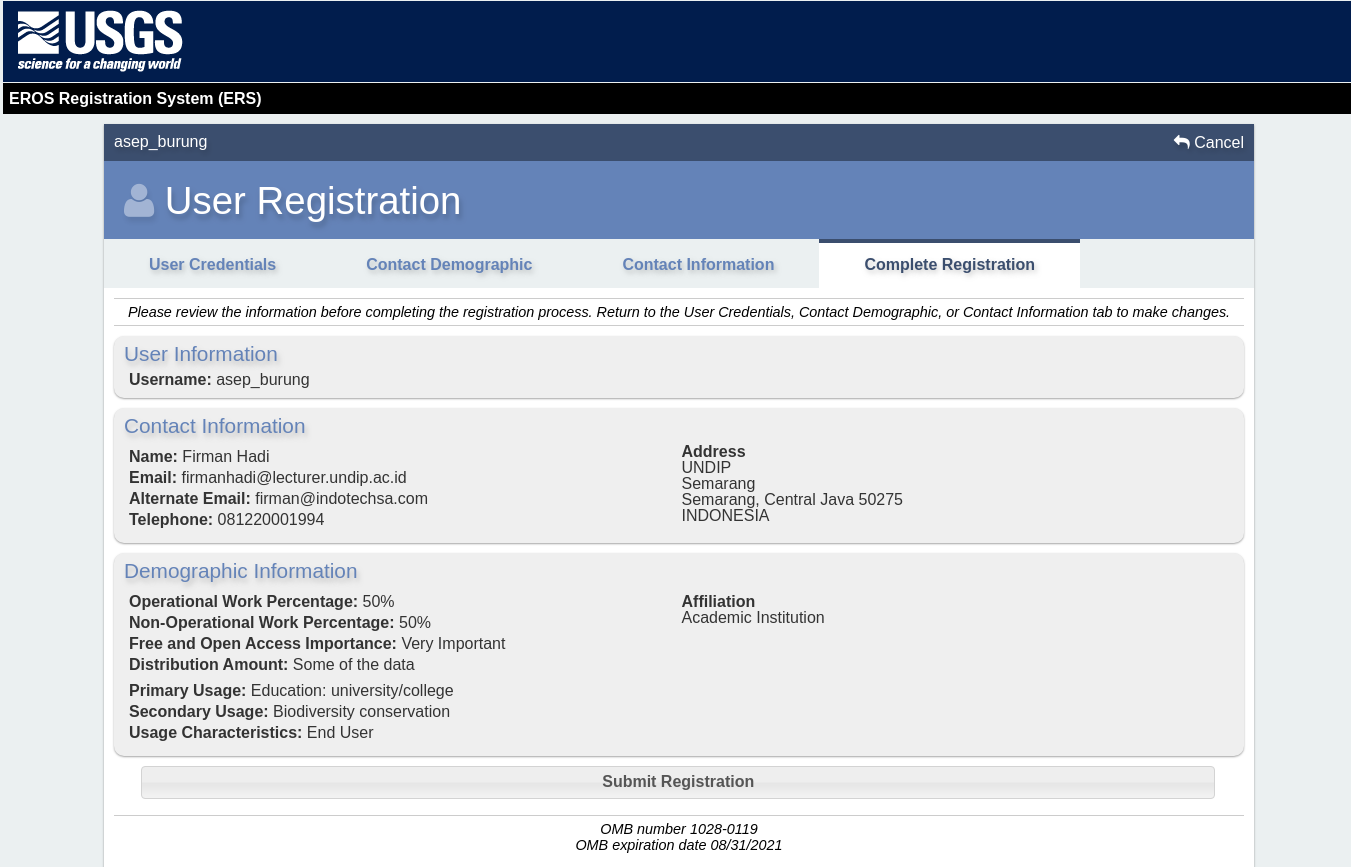 USGS
science for a changing world
EROS Registration System (ERS)
asep_burung
Cancel
User Registration
User Credentials
Contact Demographic
Contact Information
Complete Registration
Please review the information before completing the registration process. Return to the User Credentials, Contact Demographic, or Contact Information tab to make changes.
User Information
Username: asep_burung
Contact Information
Name: Firman Hadi
Email: firmanhadi@lecturer.undip.ac.id
Alternate Email: firman@indotechsa.com
Telephone: 081220001994
Address
UNDIP
Semarang
Semarang, Central Java 50275
INDONESIA
Demographic Information
Operational Work Percentage: 50%
Non-Operational Work Percentage: 50%
Free and Open Access Importance: Very Important
Distribution Amount: Some of the data
Primary Usage: Education: university/college
Secondary Usage: Biodiversity conservation
Usage Characteristics: End User
Affiliation
Academic Institution
Submit Registration
OMB number 1028-0119
OMB expiration date 08/31/2021